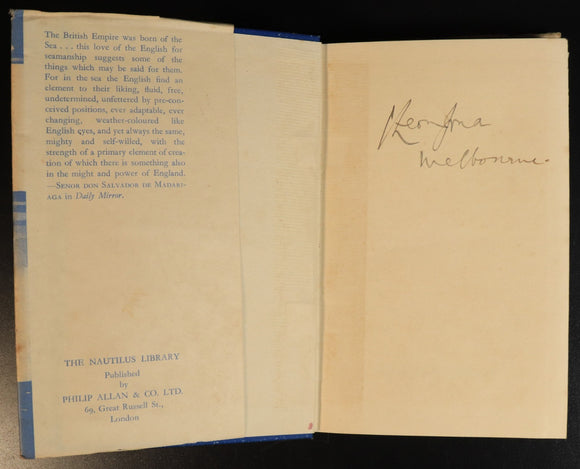 The British Empire was born of the
Sea . . . this love of the English for
seamanship suggests some of the
things which may be said for them.
For in the sea the English find an
element to their liking, fluid, free,
undetermined, unfettered by pre-con-
ceived positions, ever adaptable, ever
changing, weather-coloured like
English eyes, and yet always the same,
mighty and self-willed, with the
strength of a primary element of crea-
tion of which there is something also
in the might and power of England.
—SENOR DON SALVADOR DE MADARI-
AGA in Daily Mirror.
THE NAUTILUS LIBRARY
Published
by
PHILIP ALLAN & CO. LTD.
69, Great Russell St.,
London
Melbourne.